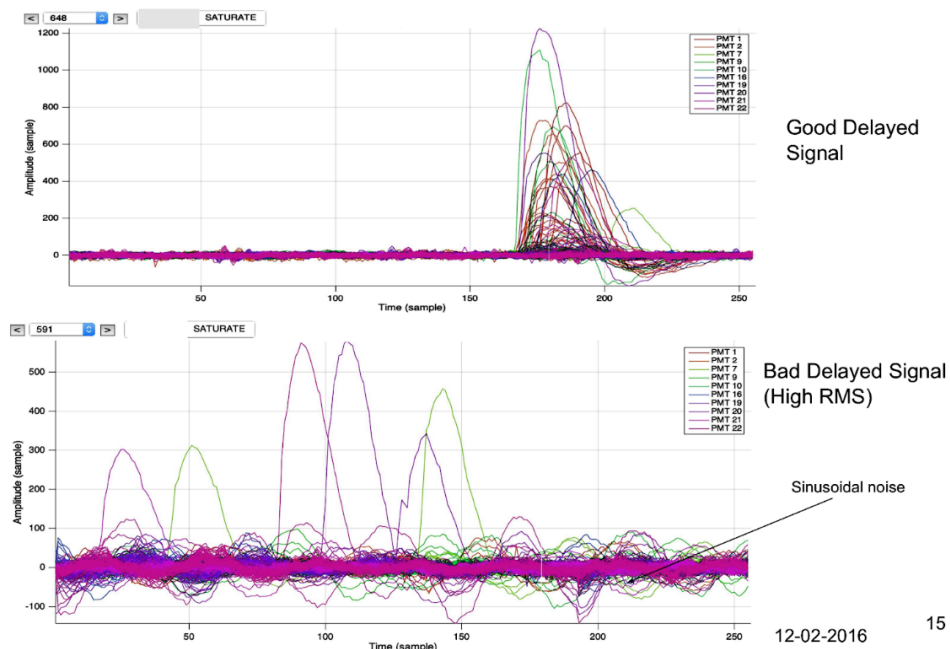 < 648 > SATURATE
1200
1000
800
600
400
200
0
Amplitude (sample)
50 100 150 200 250
Time (sample)
PMT 1
PMT 2
PMT 7
PMT 9
PMT 10
PMT 16
PMT 19
PMT 20
PMT 21
PMT 22
Good Delayed
Signal
< 591 > SATURATE
500
400
300
200
100
0
-100
Amplitude (sample)
50 100 150 200 250
Time (sample)
PMT 1
PMT 2
PMT 7
PMT 9
PMT 10
PMT 16
PMT 19
PMT 20
PMT 21
PMT 22
Bad Delayed Signal
(High RMS)
Sinusoidal noise
12-02-2016
15